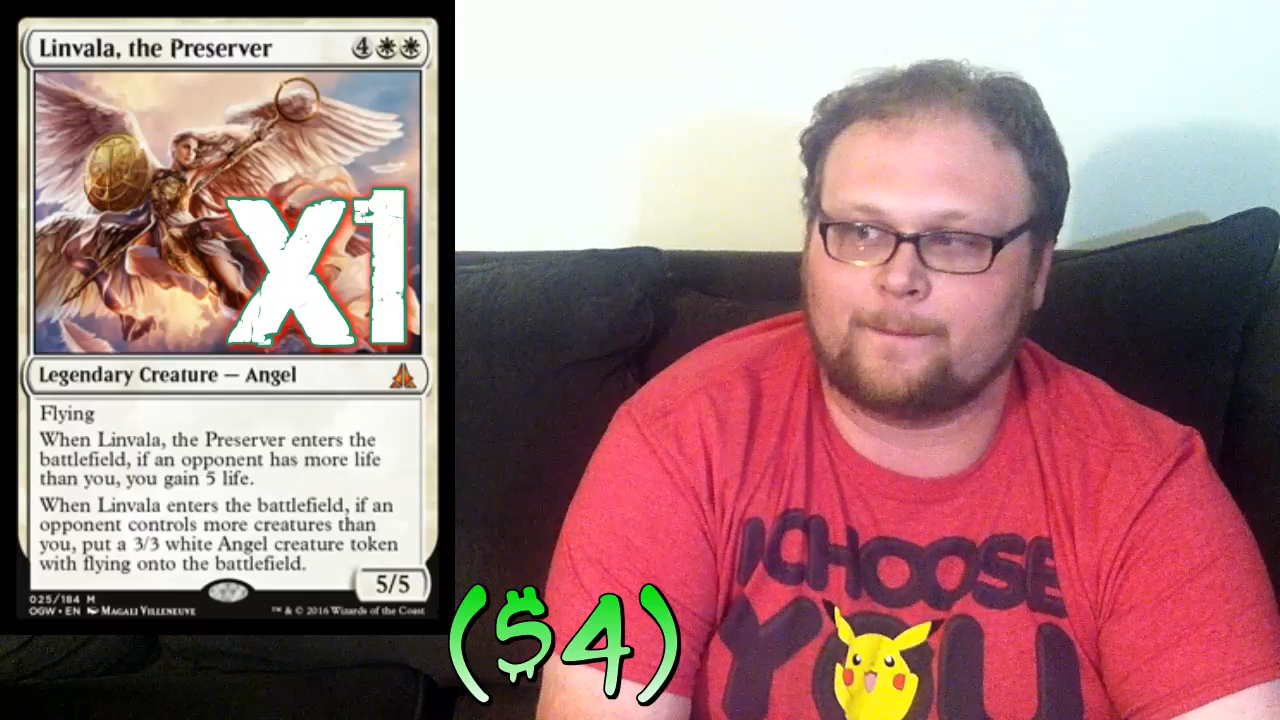 Linvala, the Preserver 4
X1
Legendary Creature — Angel
Flying
When Linvala, the Preserver enters the
battlefield, if an opponent has more life
than you, you gain 5 life.
When Linvala enters the battlefield, if an
opponent controls more creatures than
you, put a 3/3 white Angel creature token
with flying onto the battlefield.
5/5
025/184 M
OGW • EN MAGALI VILLENEUVE ™ & © 2016 Wizards of the Coast
($4)
I CHOOSE
YOU